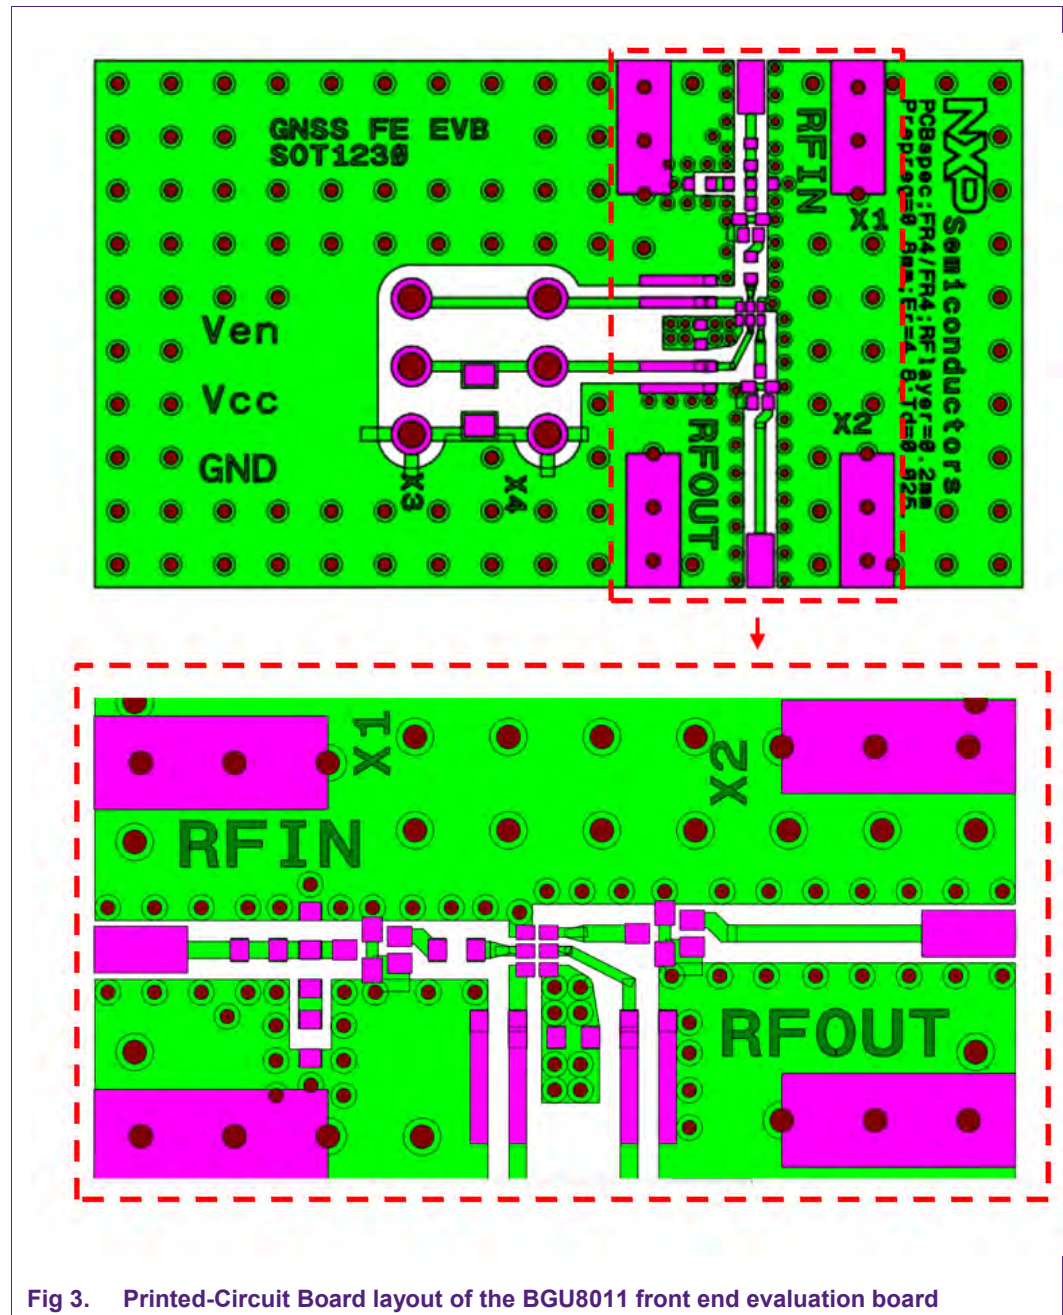 GNSS FE EVB
SOT1230
RFIN
X1
NXP Semiconductors
PCBspec:FR4/FR4:RFlayer=0.2mm
Ven
Vcc
GND
X3
X4
RFOUT
X2
X1
X2
RFIN
RFOUT
Fig 3. Printed-Circuit Board layout of the BGU8011 front end evaluation board